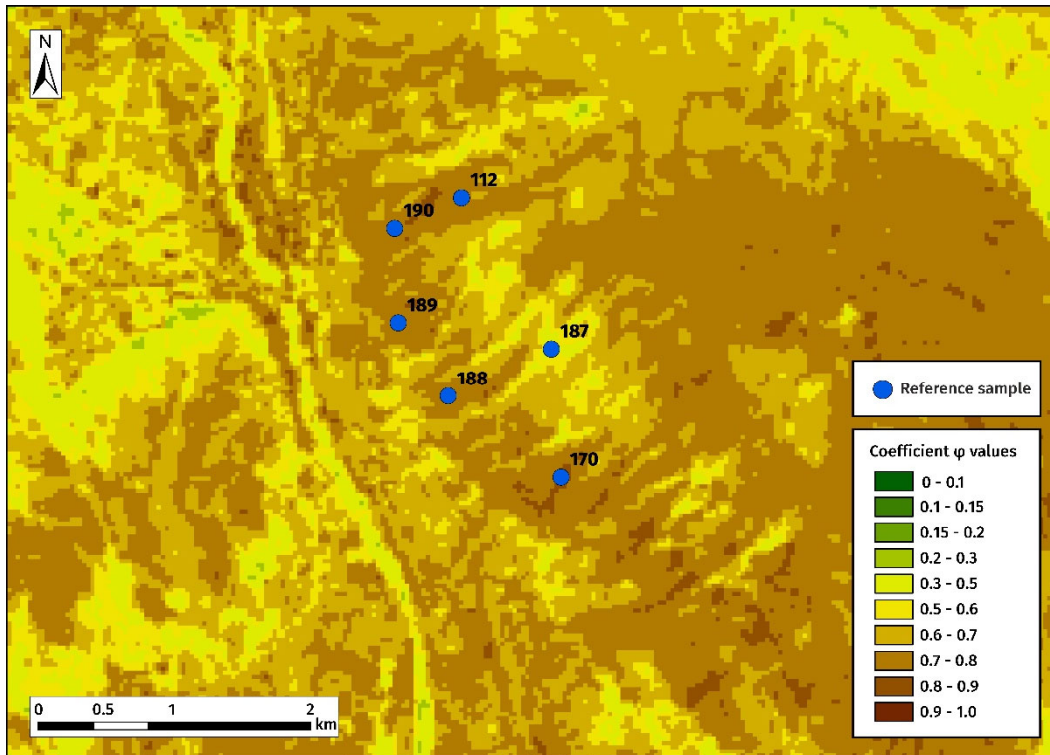 N
112
190
189
187
188
170
Reference sample
Coefficient φ values
0 - 0.1
0.1 - 0.15
0.15 - 0.2
0.2 - 0.3
0.3 - 0.5
0.5 - 0.6
0.6 - 0.7
0.7 - 0.8
0.8 - 0.9
0.9 - 1.0
0 0.5 1 2
km